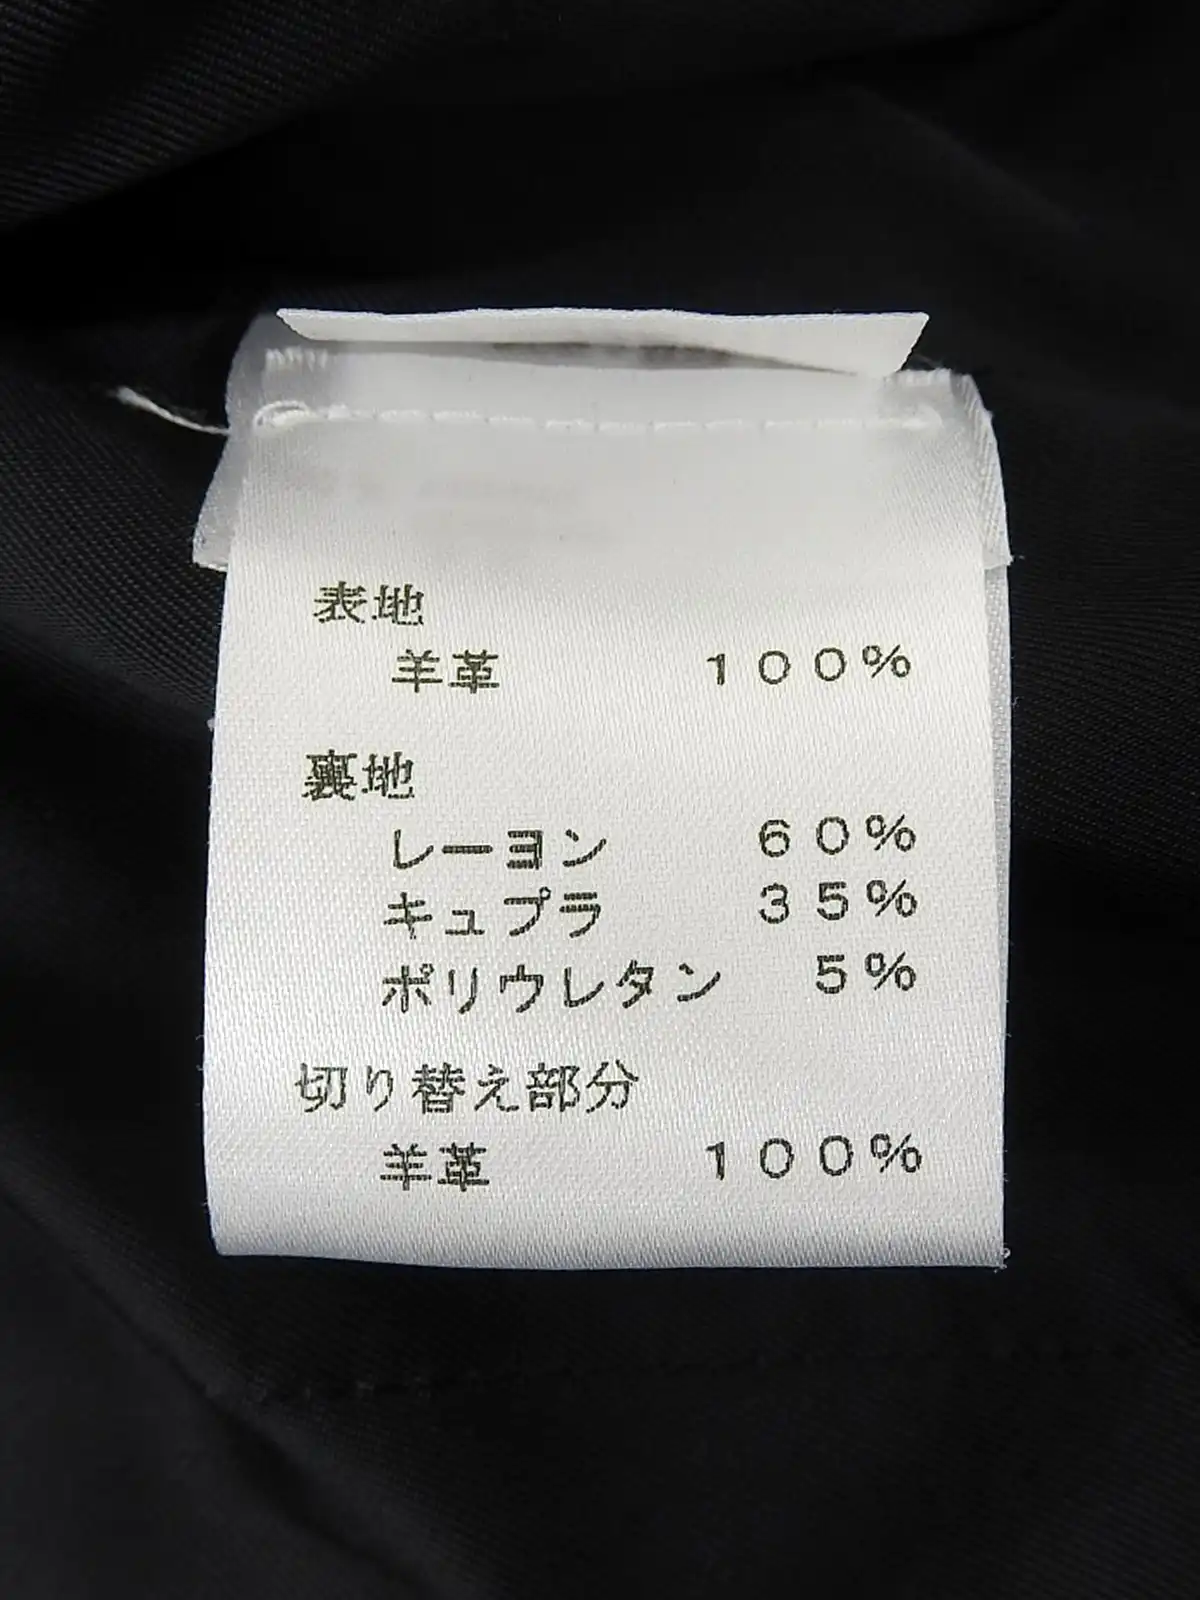 表地
羊革 100%
裏地
レーヨン 60%
キュプラ 35%
ポリウレタン 5%
切り替え部分
羊革 100%